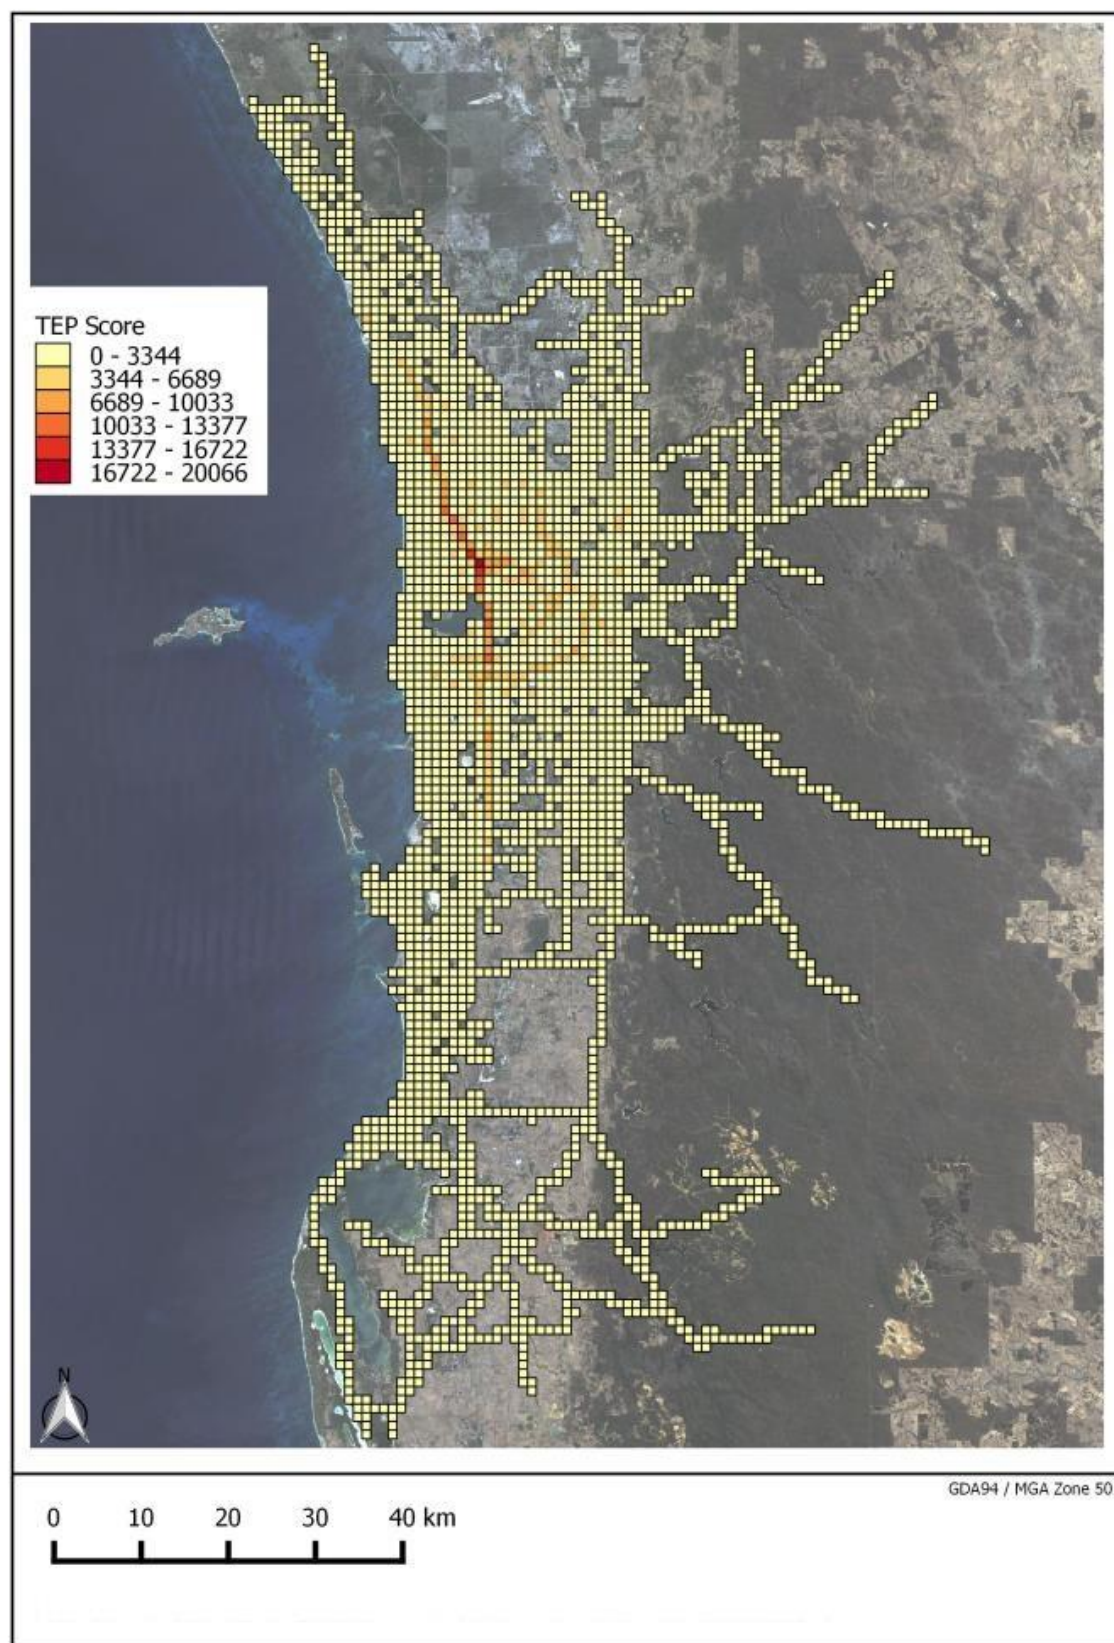 TEP Score
0 - 3344
3344 - 6689
6689 - 10033
10033 - 13377
13377 - 16722
16722 - 20066
N
GDA94 / MGA Zone 50
0 10 20 30 40 km